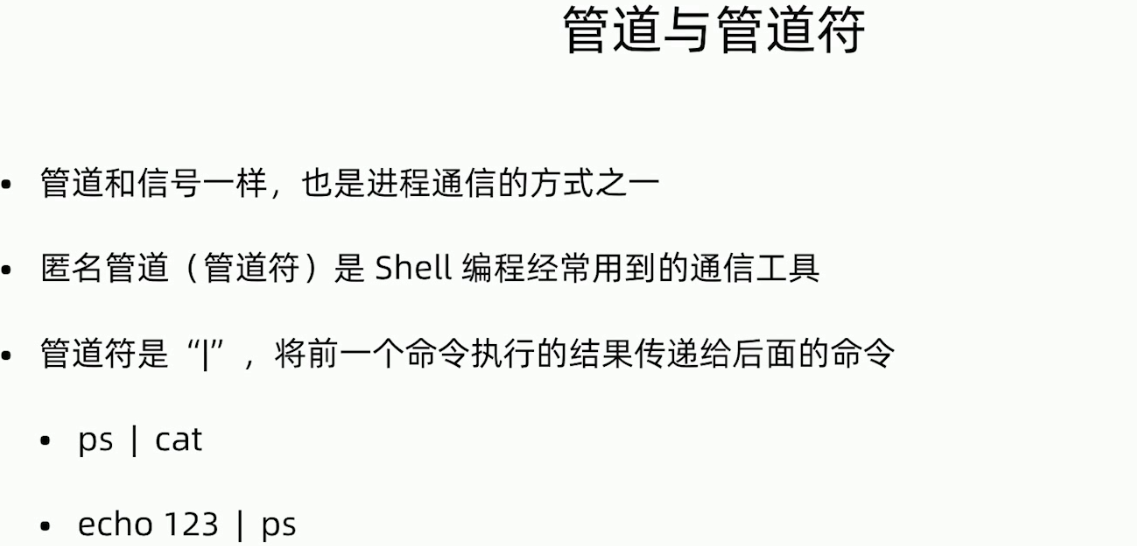 管道与管道符
• 管道和信号一样，也是进程通信的方式之一
• 匿名管道（管道符）是 Shell 编程经常用到的通信工具
• 管道符是 “|” ，将前一个命令执行的结果传递给后面的命令
• ps | cat
• echo 123 | ps